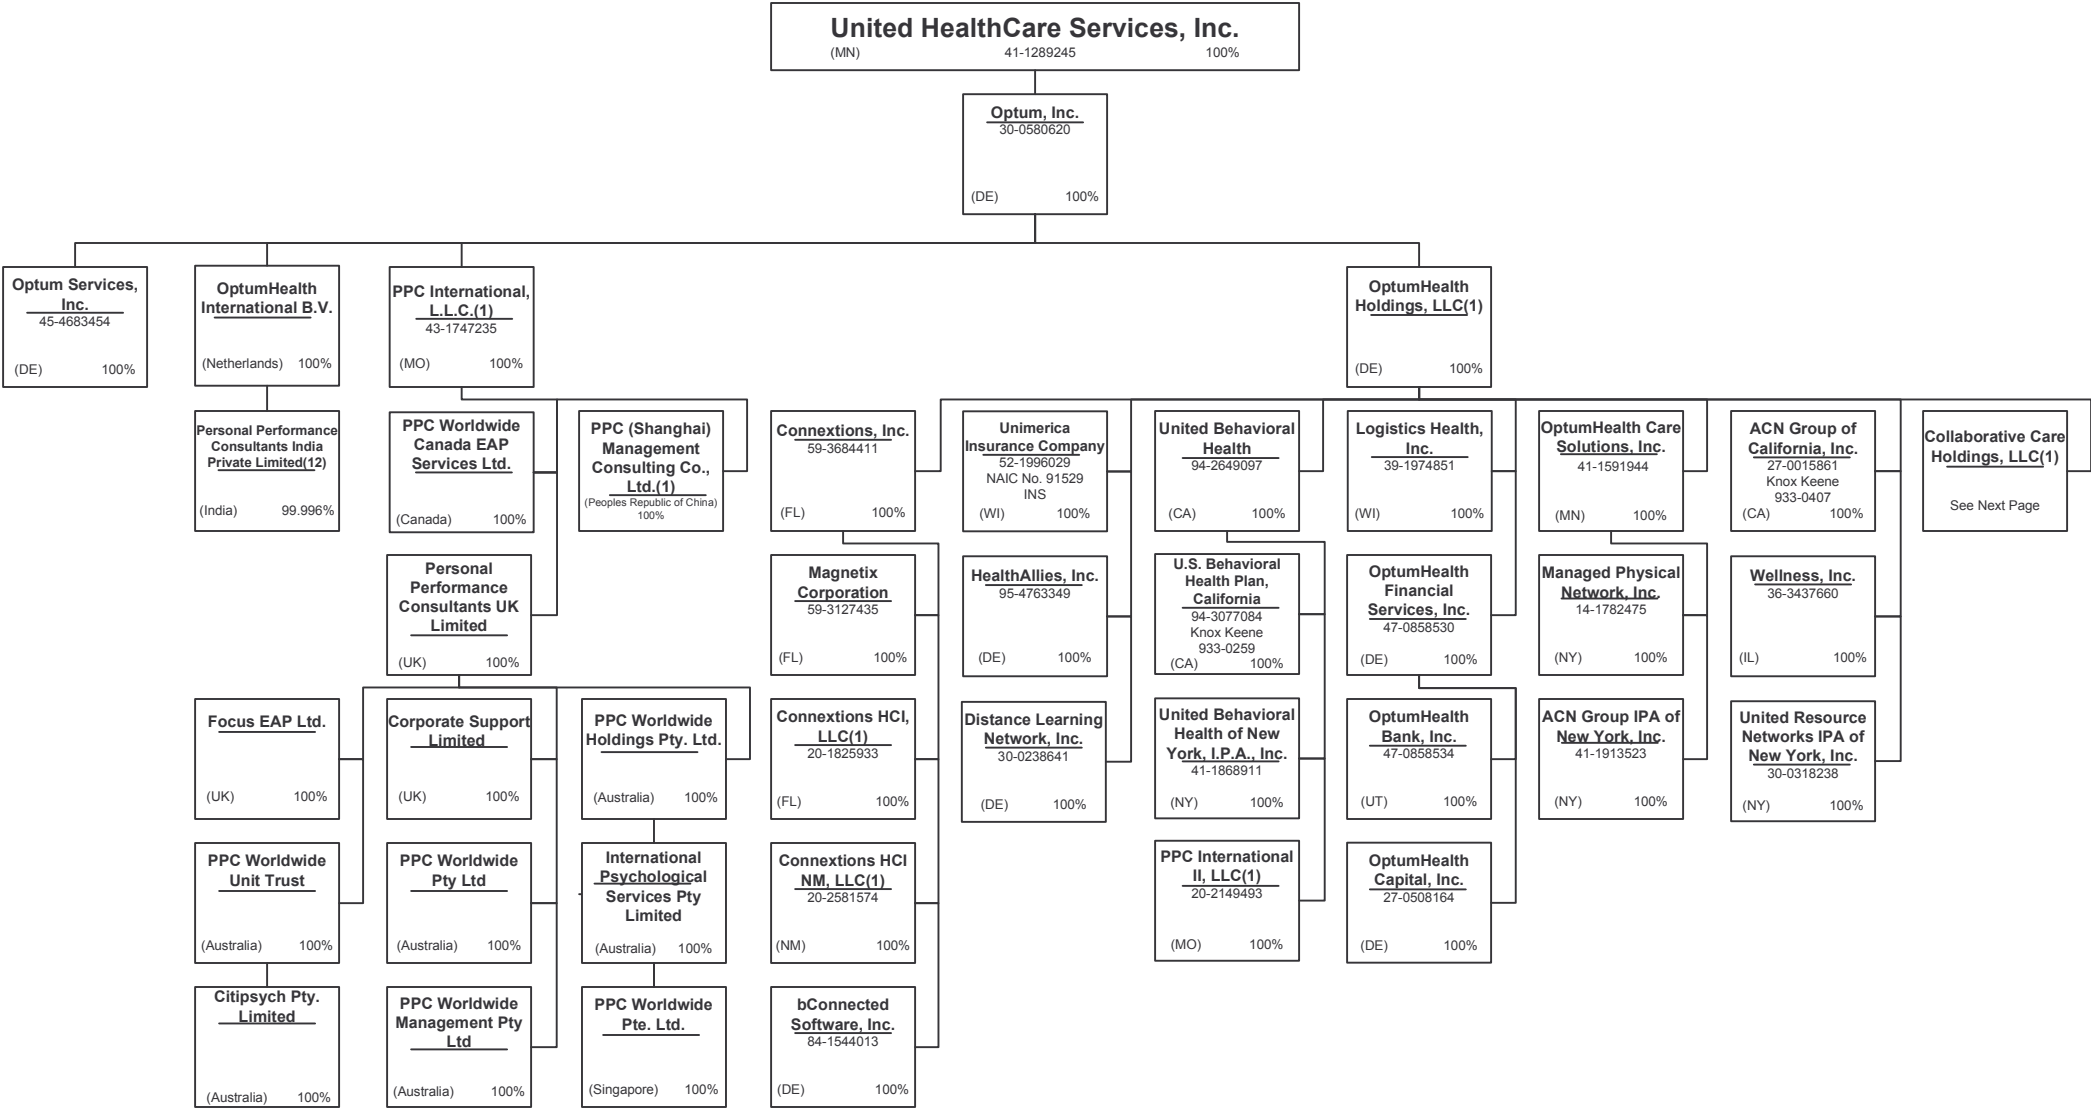 United HealthCare Services, Inc.
(MN) 41-1289245 100%
Optum, Inc.
30-0580620
(DE) 100%
Optum Services,
Inc.
45-4683454
(DE) 100%
OptumHealth
International B.V.
(Netherlands) 100%
PPC International,
L.L.C.(1)
43-1747235
(MO) 100%
OptumHealth
Holdings, LLC(1)
(DE) 100%
Personal Performance
Consultants India
Private Limited(12)
(India) 99.996%
PPC Worldwide
Canada EAP
Services Ltd.
(Canada) 100%
PPC (Shanghai)
Management
Consulting Co.,
Ltd.(1)
(Peoples Republic of China)
100%
Connextions, Inc.
59-3684411
(FL) 100%
Unimerica
Insurance Company
52-1996029
NAIC No. 91529
INS
(WI) 100%
United Behavioral
Health
94-2649097
(CA) 100%
Logistics Health,
Inc.
39-1974851
(WI) 100%
OptumHealth Care
Solutions, Inc.
41-1591944
(MN) 100%
ACN Group of
California, Inc.
27-0015861
Knox Keene
933-0407
(CA) 100%
Collaborative Care
Holdings, LLC(1)
See Next Page
Personal
Performance
Consultants UK
Limited
(UK) 100%
Magnetix
Corporation
59-3127435
(FL) 100%
HealthAllies, Inc.
95-4763349
(DE) 100%
U.S. Behavioral
Health Plan,
California
94-3077084
Knox Keene
933-0259
(CA) 100%
OptumHealth
Financial
Services, Inc.
47-0858530
(DE) 100%
Managed Physical
Network, Inc.
14-1782475
(NY) 100%
Wellness, Inc.
36-3437660
(IL) 100%
Focus EAP Ltd.
(UK) 100%
Corporate Support
Limited
(UK) 100%
PPC Worldwide
Holdings Pty. Ltd.
(Australia) 100%
Connextions HCI,
LLC(1)
20-1825933
(FL) 100%
Distance Learning
Network, Inc.
30-0238641
(DE) 100%
United Behavioral
Health of New
York, I.P.A., Inc.
41-1868911
(NY) 100%
OptumHealth
Bank, Inc.
47-0858534
(UT) 100%
ACN Group IPA of
New York, Inc.
41-1913523
(NY) 100%
United Resource
Networks IPA of
New York, Inc.
30-0318238
(NY) 100%
PPC Worldwide
Unit Trust
(Australia) 100%
PPC Worldwide
Pty Ltd
(Australia) 100%
International
Psychological
Services Pty
Limited
(Australia) 100%
Connextions HCI
NM, LLC(1)
20-2581574
(NM) 100%
PPC International
II, LLC(1)
20-2149493
(MO) 100%
OptumHealth
Capital, Inc.
27-0508164
(DE) 100%
Citipsych Pty.
Limited
(Australia) 100%
PPC Worldwide
Management Pty
Ltd
(Australia) 100%
PPC Worldwide
Pte. Ltd.
(Singapore) 100%
bConnected
Software, Inc.
84-1544013
(DE) 100%